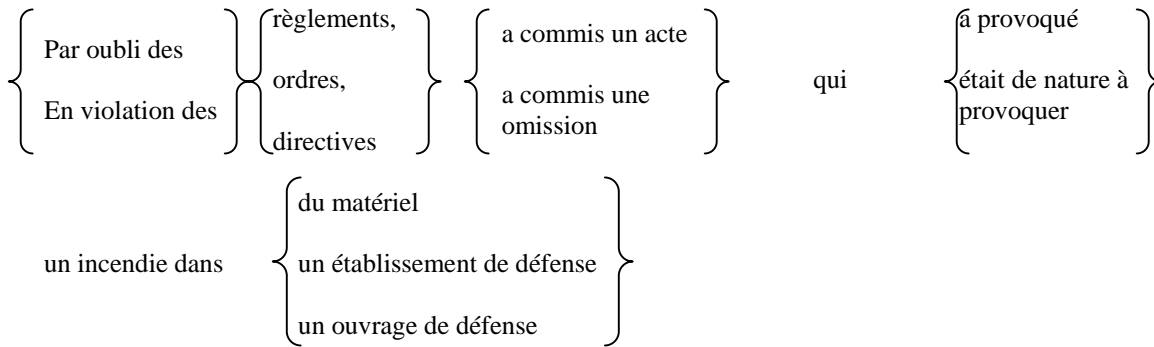 Par oubli des
En violation des
règlements,
ordres,
directives
a commis un acte
a commis une
omission
qui
a provoqué
était de nature à
provoquer
un incendie dans
du matériel
un établissement de défense
un ouvrage de défense